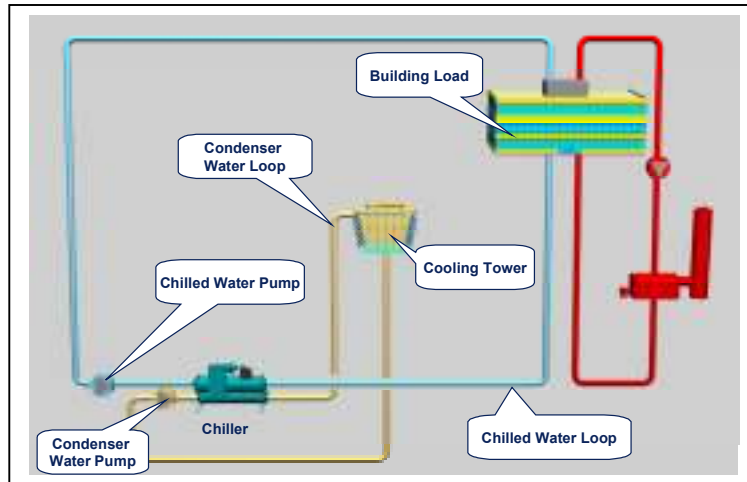 Building Load
Condenser
Water Loop
Cooling Tower
Chilled Water Pump
Chiller
Condenser
Water Pump
Chilled Water Loop